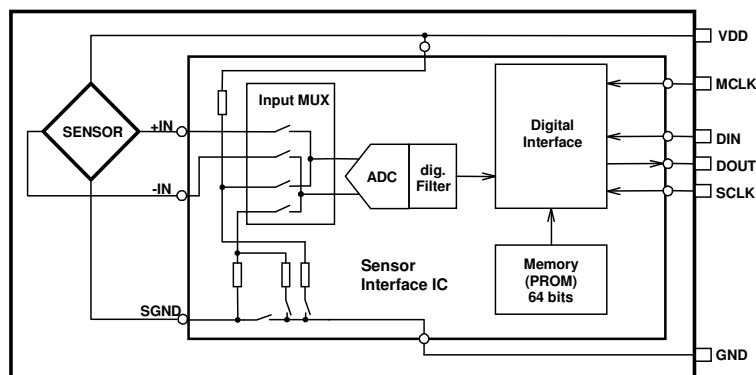 VDD
MCLK
Input MUX
SENSOR
+IN
Digital
Interface
DIN
DOUT
-IN
ADC
dig.
Filter
SCLK
Sensor
Interface IC
Memory
(PROM)
64 bits
SGND
GND